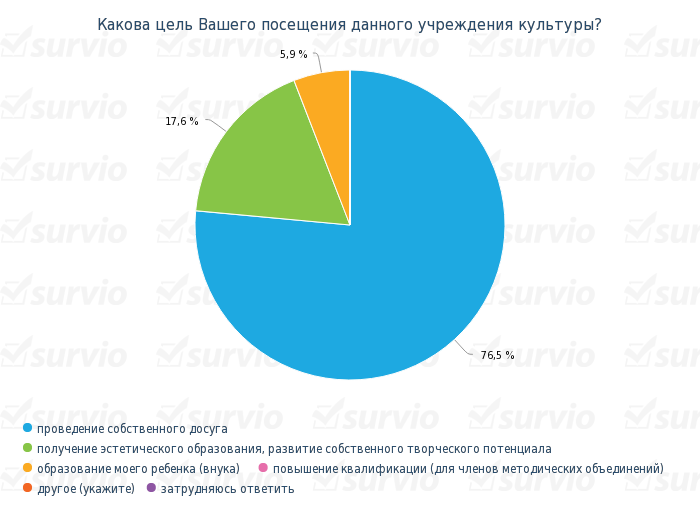 Какова цель Вашего посещения данного учреждения культуры?
5,9 %
17,6 %
76,5 %
проведение собственного досуга
получение эстетического образования, развитие собственного творческого потенциала
образование моего ребенка (внука) повышение квалификации (для членов методических объединений)
другое (укажите) затрудняюсь ответить
survio